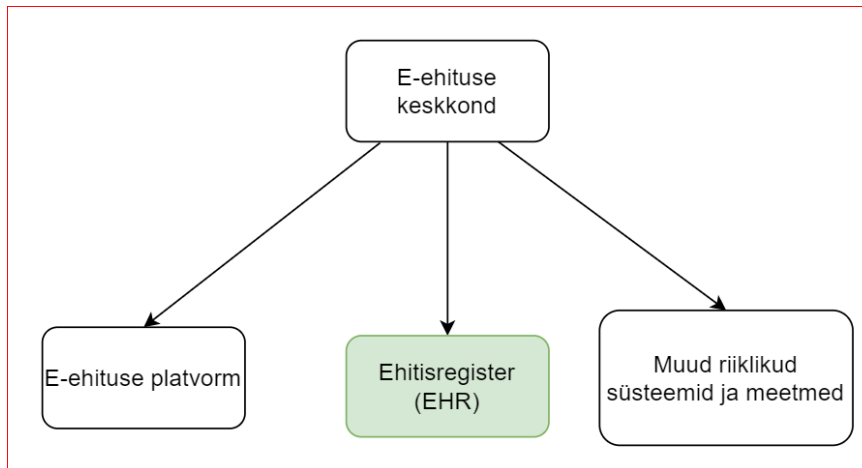 E-ehituse
keskkond
E-ehituse platvorm
Ehitisregister
(EHR)
Muud riiklikud
süsteemid ja meetmed